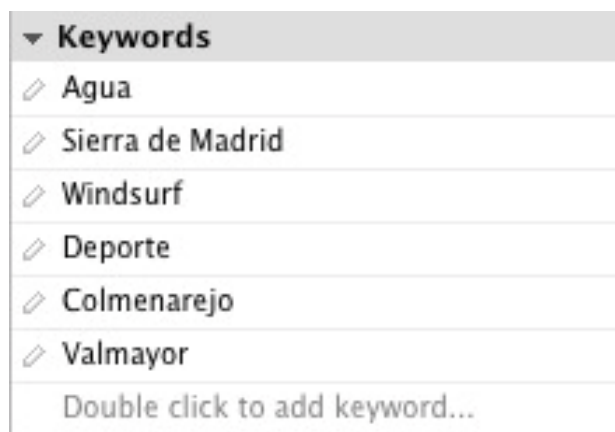 Keywords
Agua
Sierra de Madrid
Windsurf
Deporte
Colmenarejo
Valmayor
Double click to add keyword...